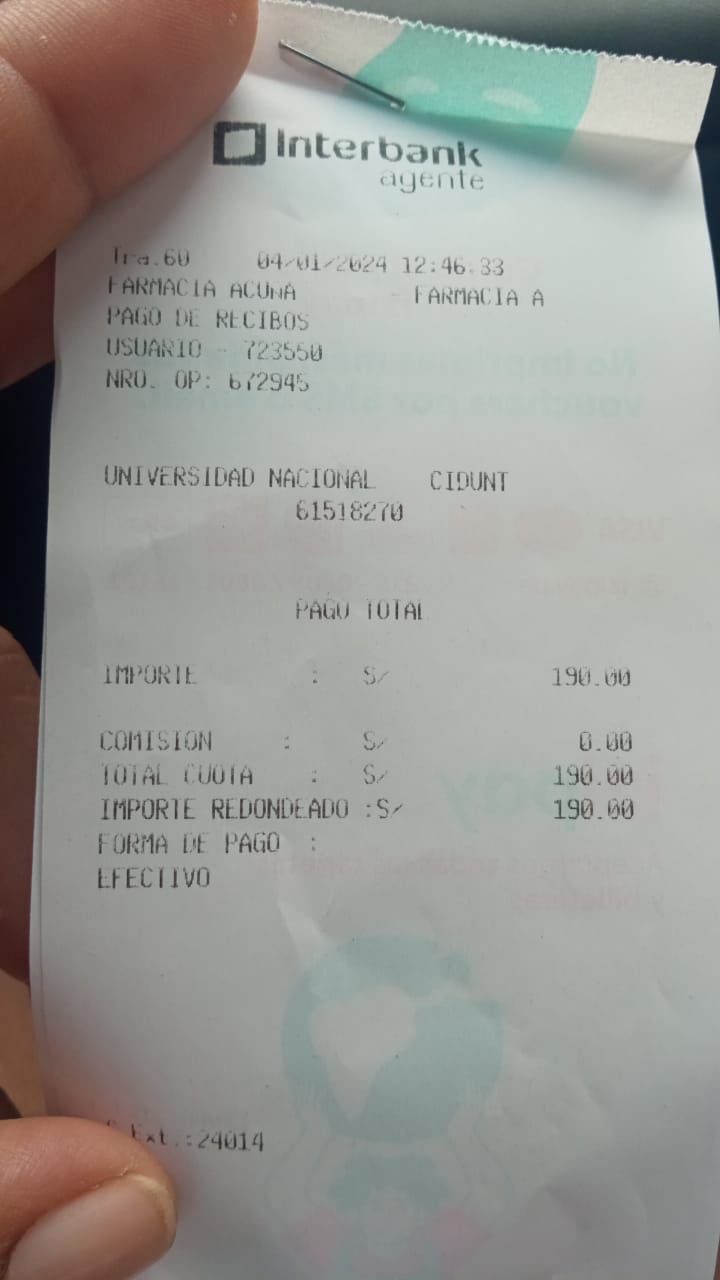 Interbank
agente
Tra.60 04/01/2024 12:46:33
FARMACIA ACUNA - FARMACIA A
PAGO DE RECIBOS
USUARIO - 723550
NRO. OP: 672945
UNIVERSIDAD NACIONAL CIDUNT
61518270
PAGO TOTAL
IMPORTE : S/ 190.00
COMISION : S/ 0.00
TOTAL CUOTA : S/ 190.00
IMPORTE REDONDEADO :S/ 190.00
FORMA DE PAGO :
EFECTIVO
Ext.:24014